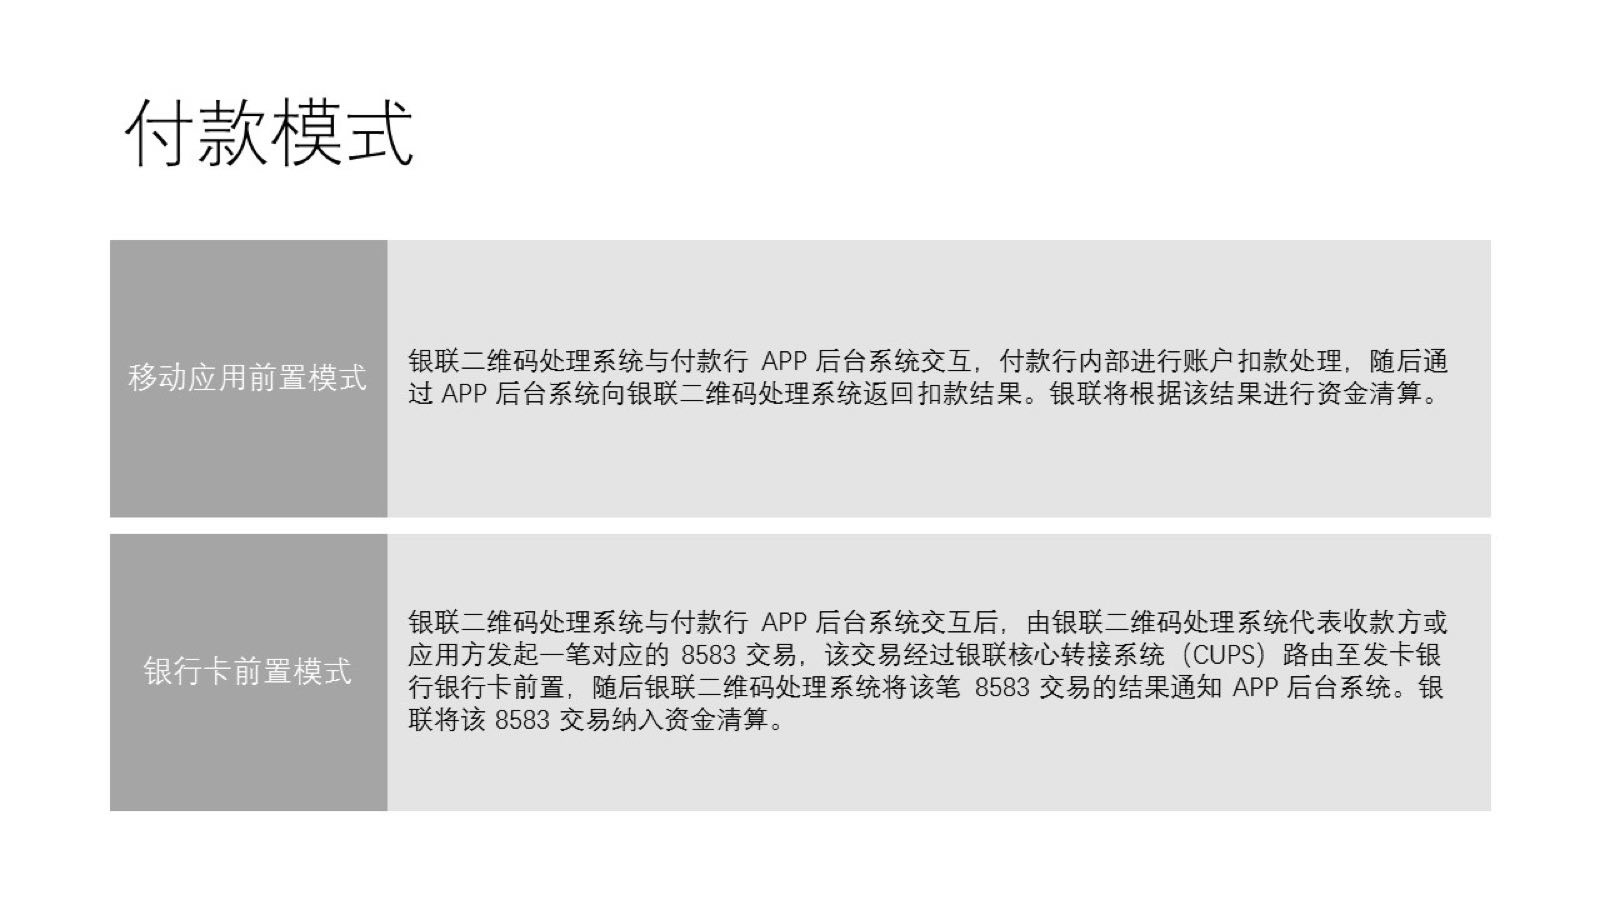 付款模式
移动应用前置模式
银联二维码处理系统与付款行 APP 后台系统交互，付款行内部进行账户扣款处理，随后通
过 APP 后台系统向银联二维码处理系统返回扣款结果。银联将根据该结果进行资金清算。
银行卡前置模式
银联二维码处理系统与付款行 APP 后台系统交互后，由银联二维码处理系统代表收款方或
应用方发起一笔对应的 8583 交易，该交易经过银联核心转接系统（CUPS）路由至发卡银
行银行卡前置，随后银联二维码处理系统将该笔 8583 交易的结果通知 APP 后台系统。银
联将该 8583 交易纳入资金清算。